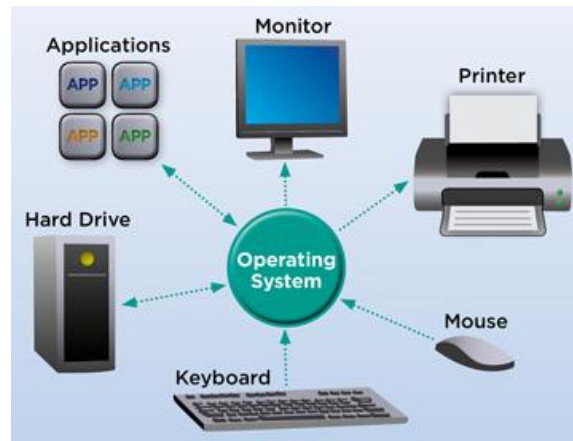 Applications
APP APP
APP APP
Monitor
Printer
Hard Drive
Operating
System
Mouse
Keyboard